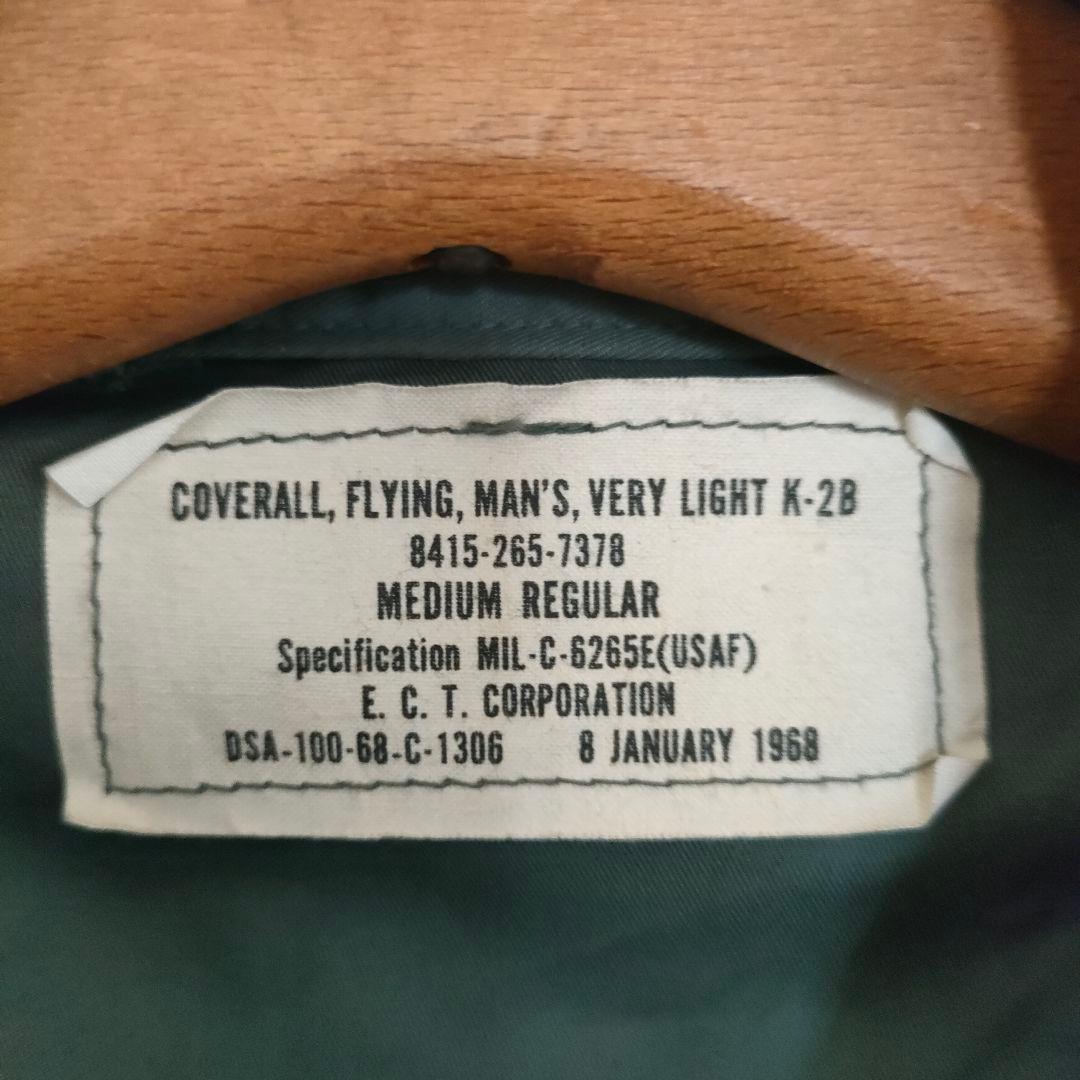 COVERALL, FLYING, MAN'S, VERY LIGHT K-2B
8415-265-7378
MEDIUM REGULAR
Specification MIL-C-6265E(USAF)
E. C. T. CORPORATION
DSA-100-68-C-1306 8 JANUARY 1968